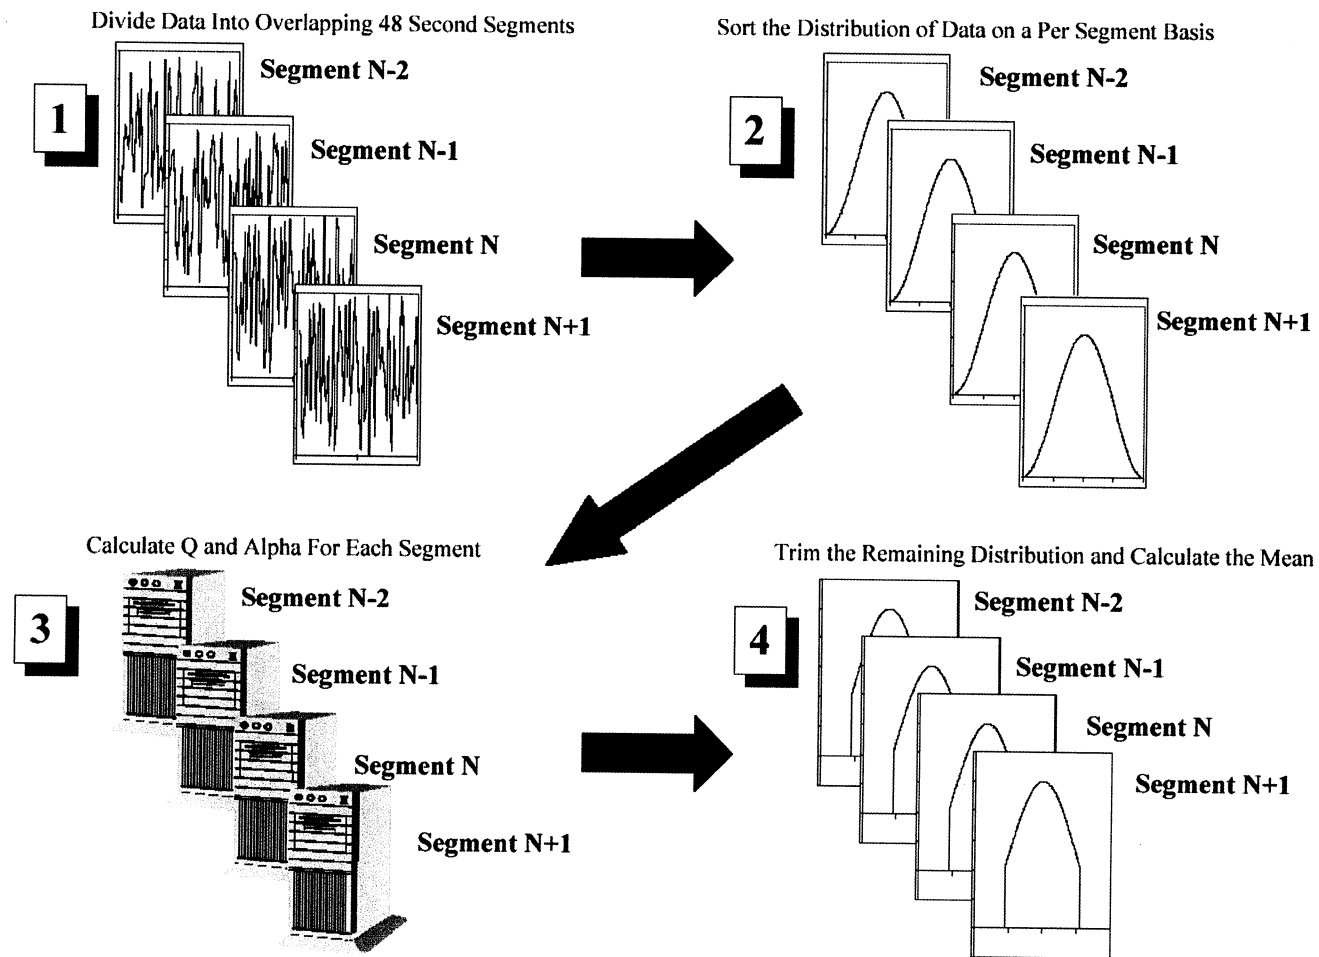 Divide Data Into Overlapping 48 Second Segments
1
Segment N-2
Segment N-1
Segment N
Segment N+1
Sort the Distribution of Data on a Per Segment Basis
2
Segment N-2
Segment N-1
Segment N
Segment N+1
Calculate Q and Alpha For Each Segment
3
Segment N-2
Segment N-1
Segment N
Segment N+1
Trim the Remaining Distribution and Calculate the Mean
4
Segment N-2
Segment N-1
Segment N
Segment N+1